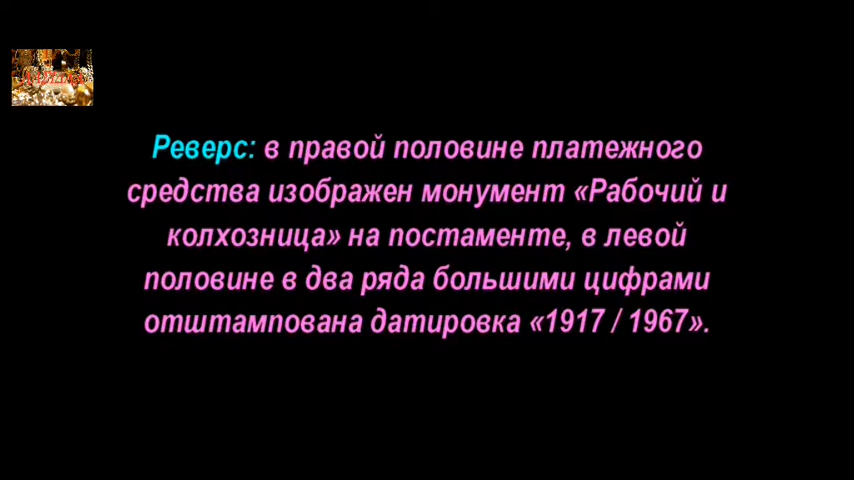 Реверс: в правой половине платежного
средства изображен монумент «Рабочий и
колхозница» на постаменте, в левой
половине в два ряда большими цифрами
отштампована датировка «1917 / 1967».